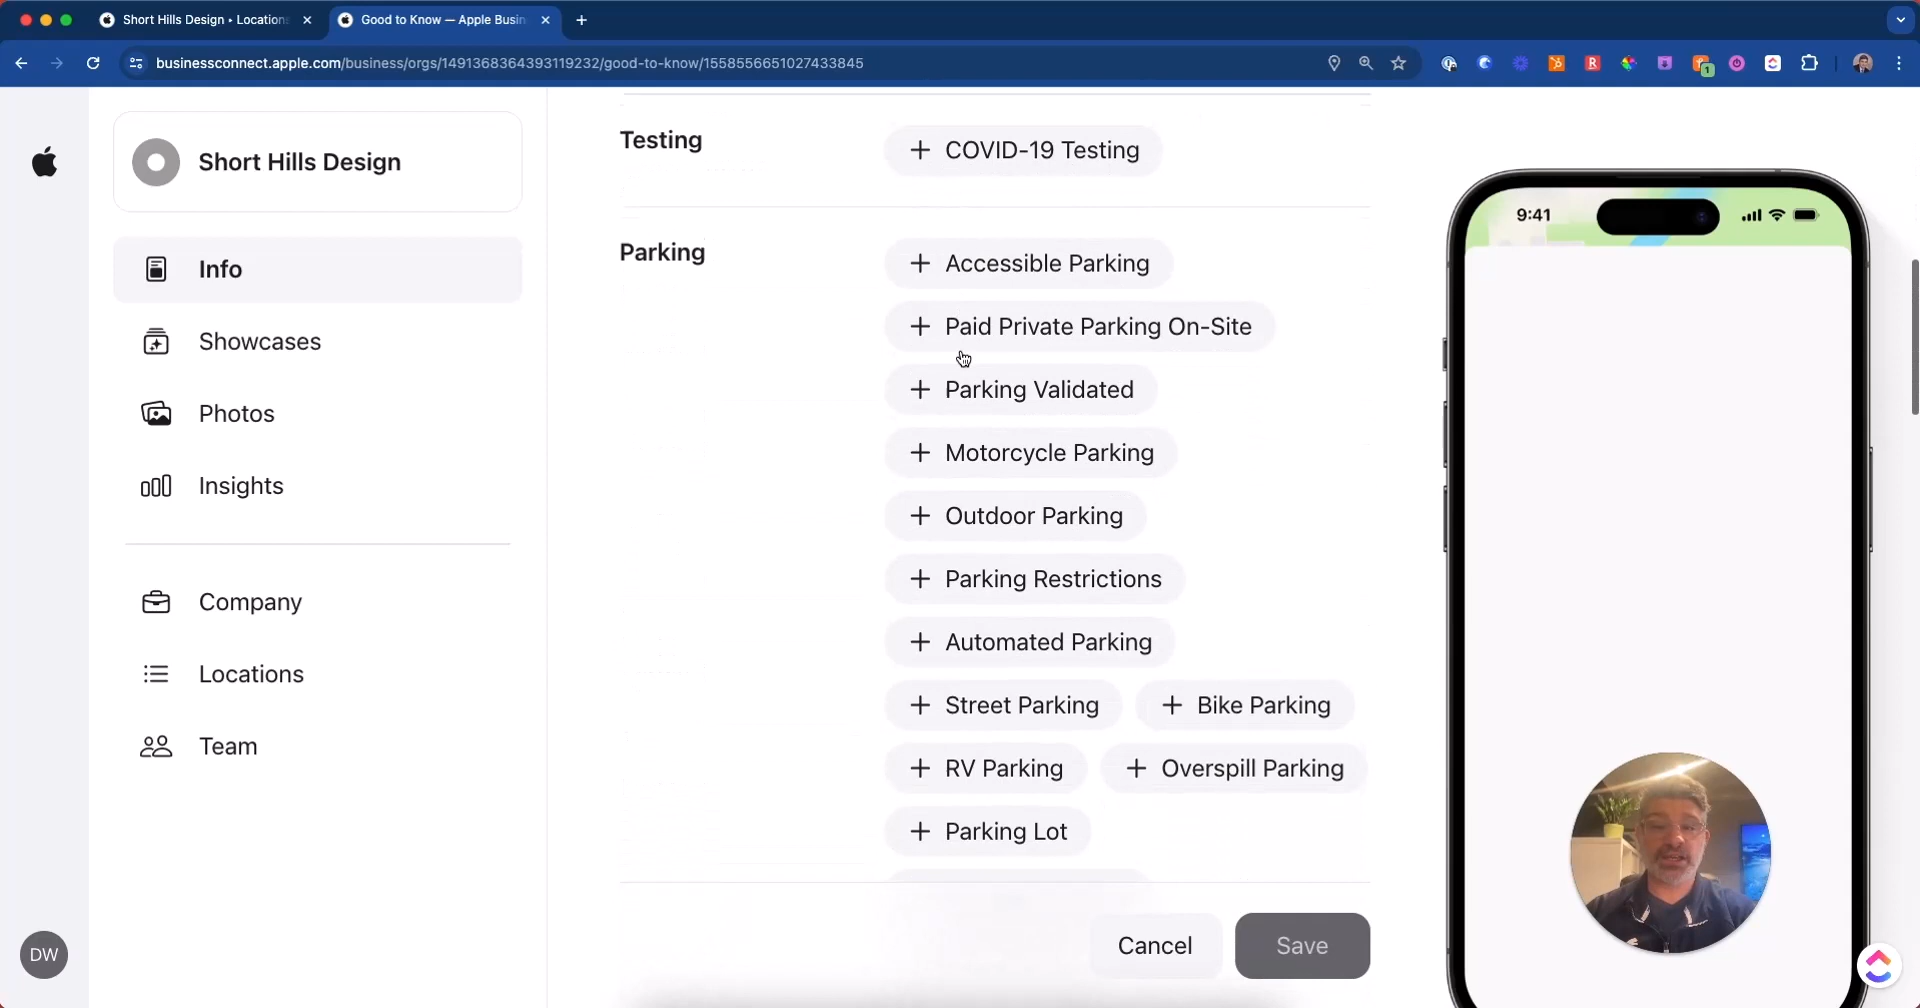 Short Hills Design • Locations
Good to Know — Apple Busin
businessconnect.apple.com/business/orgs/1491368364393119232/good-to-know/1558556651027433845
1
Short Hills Design
Info
Showcases
Photos
Insights
Company
Locations
Team
DW
Testing
+ COVID-19 Testing
Parking
+ Accessible Parking
+ Paid Private Parking On-Site
+ Parking Validated
+ Motorcycle Parking
+ Outdoor Parking
+ Parking Restrictions
+ Automated Parking
+ Street Parking
+ Bike Parking
+ RV Parking
+ Overspill Parking
+ Parking Lot
Cancel
Save
9:41